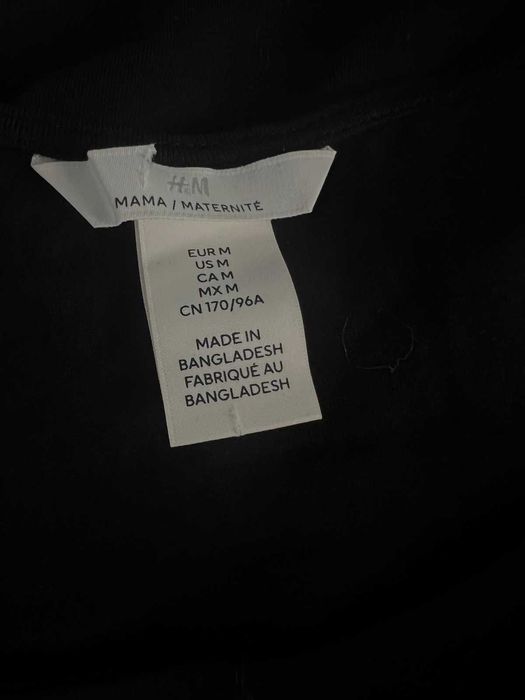 H&M
MAMA / MATERNITÉ
EUR M
US M
CA M
MX M
CN 170/96A
MADE IN
BANGLADESH
FABRIQUÉ AU
BANGLADESH